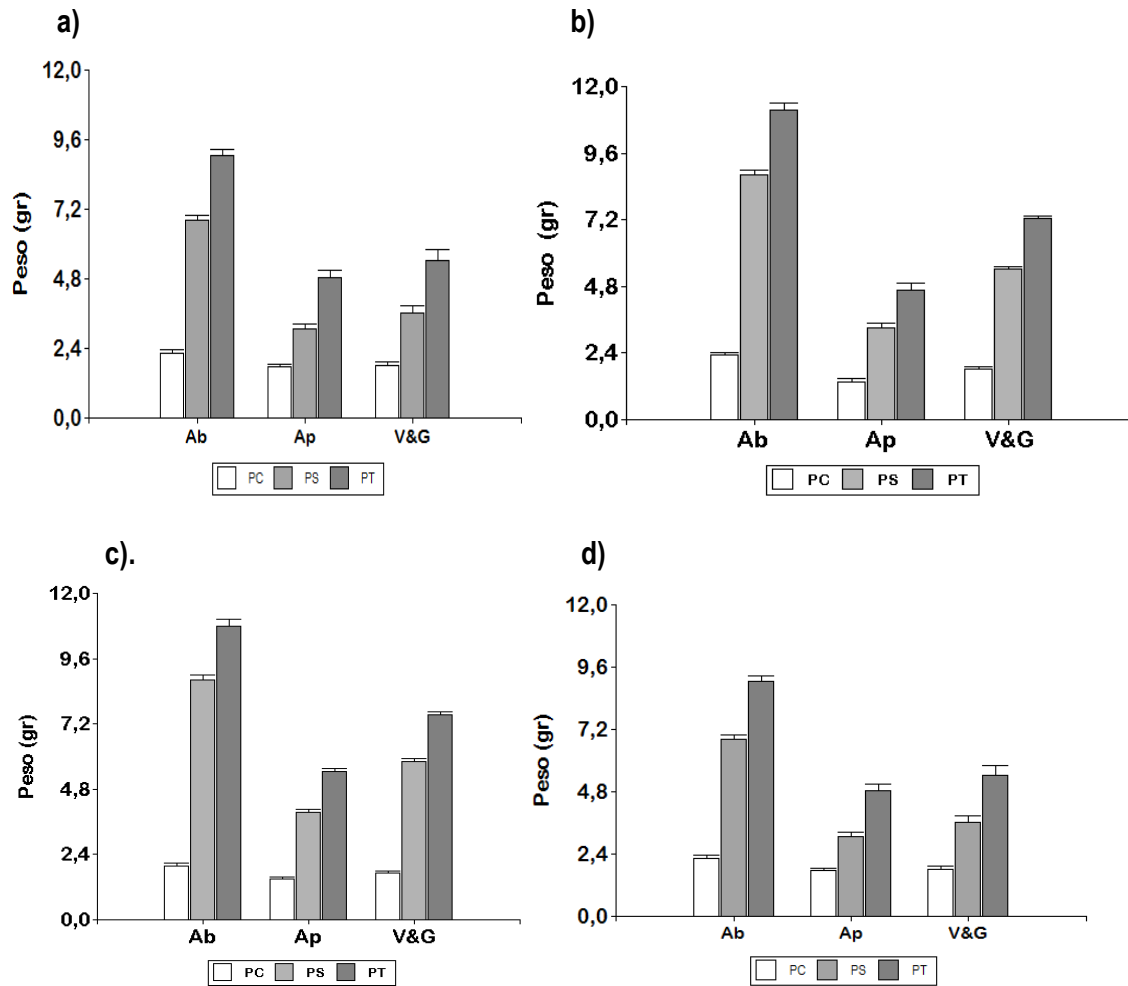 a)
12,0
9,6
7,2
4,8
2,4
0,0
Peso (gr)
Ab Ap V&G
PC PS PT
b)
12,0
9,6
7,2
4,8
2,4
0,0
Peso (gr)
Ab Ap V&G
PC PS PT
c).
12,0
9,6
7,2
4,8
2,4
0,0
Peso (gr)
Ab Ap V&G
PC PS PT
d)
12,0
9,6
7,2
4,8
2,4
0,0
Peso (gr)
Ab Ap V&G
PC PS PT